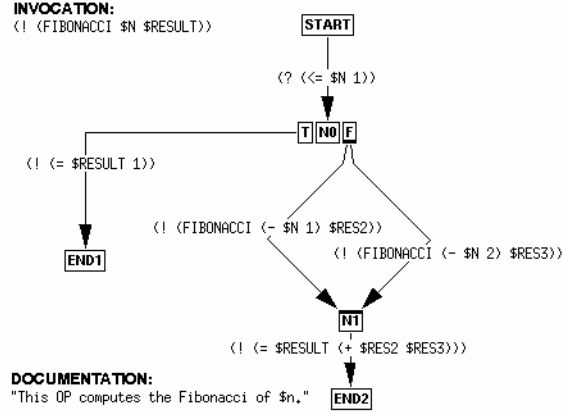 INVOCATION:
(! (FIBONACCI $N $RESULT))
START
(? (<= $N 1))
T N0 F
(! (= $RESULT 1))
(! (FIBONACCI (- $N 1) $RES2))
(! (FIBONACCI (- $N 2) $RES3))
END1
N1
(! (= $RESULT (+ $RES2 $RES3)))
DOCUMENTATION:
"This OP computes the Fibonacci of $n."
END2